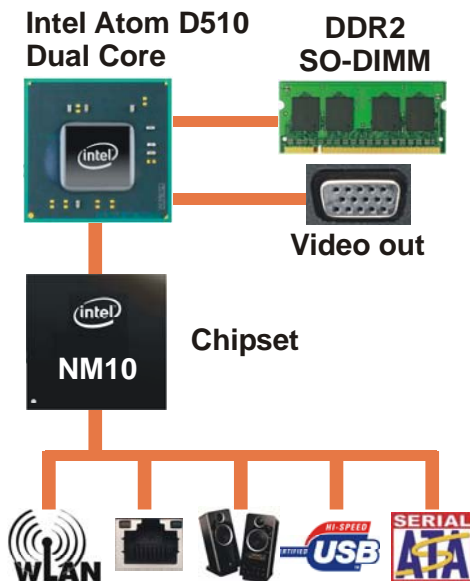 Intel Atom D510
Dual Core
DDR2
SO-DIMM
intel
Video out
intel
NM10
Chipset
WLAN
HI-SPEED
CERTIFIED
USB
SERIAL
ATA